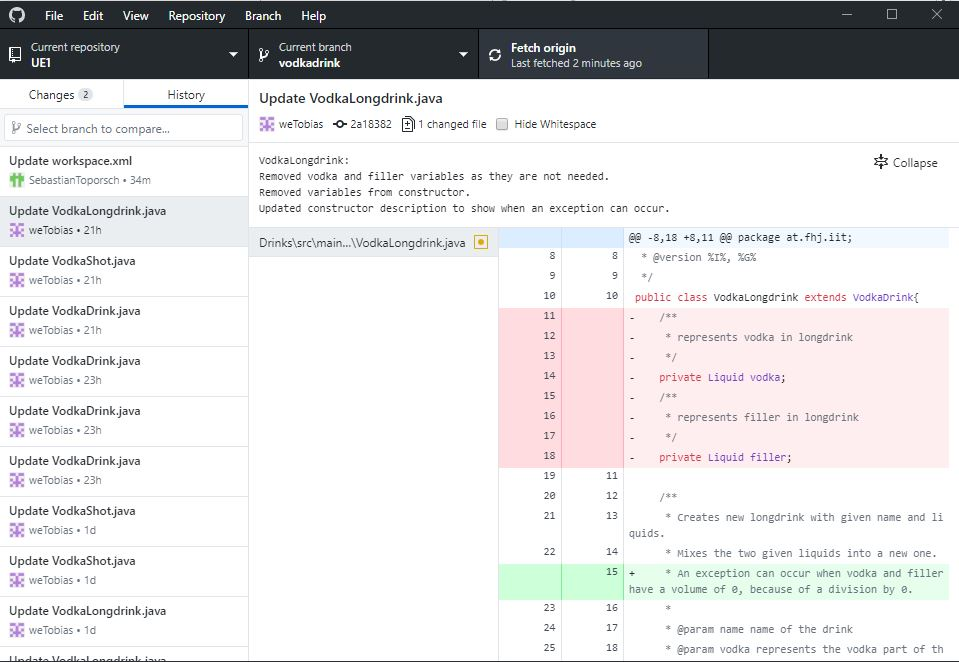 File Edit View Repository Branch Help
Current repository
UE1
Current branch
vodkadrink
Fetch origin
Last fetched 2 minutes ago
Changes 2 History
Select branch to compare...
Update workspace.xml
SebastianToporsch • 34m
Update VodkaLongdrink.java
weTobias • 21h
Update VodkaShot.java
weTobias • 21h
Update VodkaDrink.java
weTobias • 21h
Update VodkaDrink.java
weTobias • 23h
Update VodkaDrink.java
weTobias • 23h
Update VodkaDrink.java
weTobias • 23h
Update VodkaShot.java
weTobias • 1d
Update VodkaShot.java
weTobias • 1d
Update VodkaLongdrink.java
weTobias • 1d
Update VodkaLongdrink.java
Update VodkaLongdrink.java
weTobias 2a18382 1 changed file Hide Whitespace
VodkaLongdrink:
Removed vodka and filler variables as they are not needed.
Removed variables from constructor.
Updated constructor description to show when an exception can occur.
Collapse
Drinks\src\main...\VodkaLongdrink.java
@@ -8,18 +8,11 @@ package at.fhj.iit;
8 8 * @version %I%, %G%
9 9 */
10 10 public class VodkaLongdrink extends VodkaDrink{
11 - /**
12 - * represents vodka in longdrink
13 - */
14 - private Liquid vodka;
15 - /**
16 - * represents filler in longdrink
17 - */
18 - private Liquid filler;
19 11
20 12 /**
21 13 * Creates new longdrink with given name and li
quids.
22 14 * Mixes the two given liquids into a new one.
15 + * An exception can occur when vodka and filler
have a volume of 0, because of a division by 0.
23 16 *
24 17 * @param name name of the drink
25 18 * @param vodka represents the vodka part of th